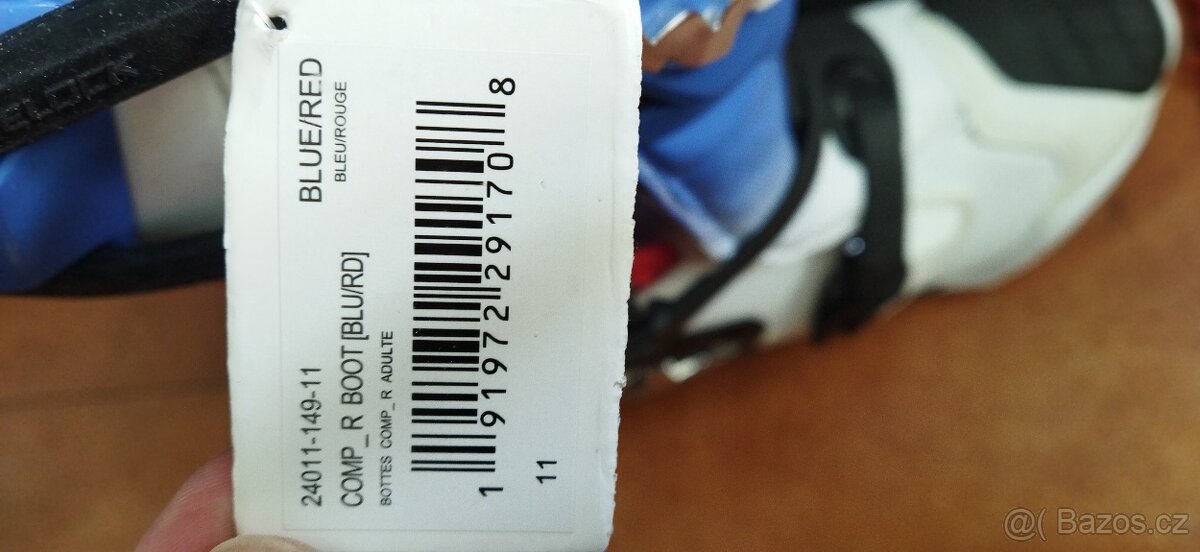 24011-149-11
BLUE/RED
COMP_R BOOT [BLU/RD]
BLEU/ROUGE
BOTTES COMP_R ADULTE
1 91972 29170 8
11
@( Bazos.cz